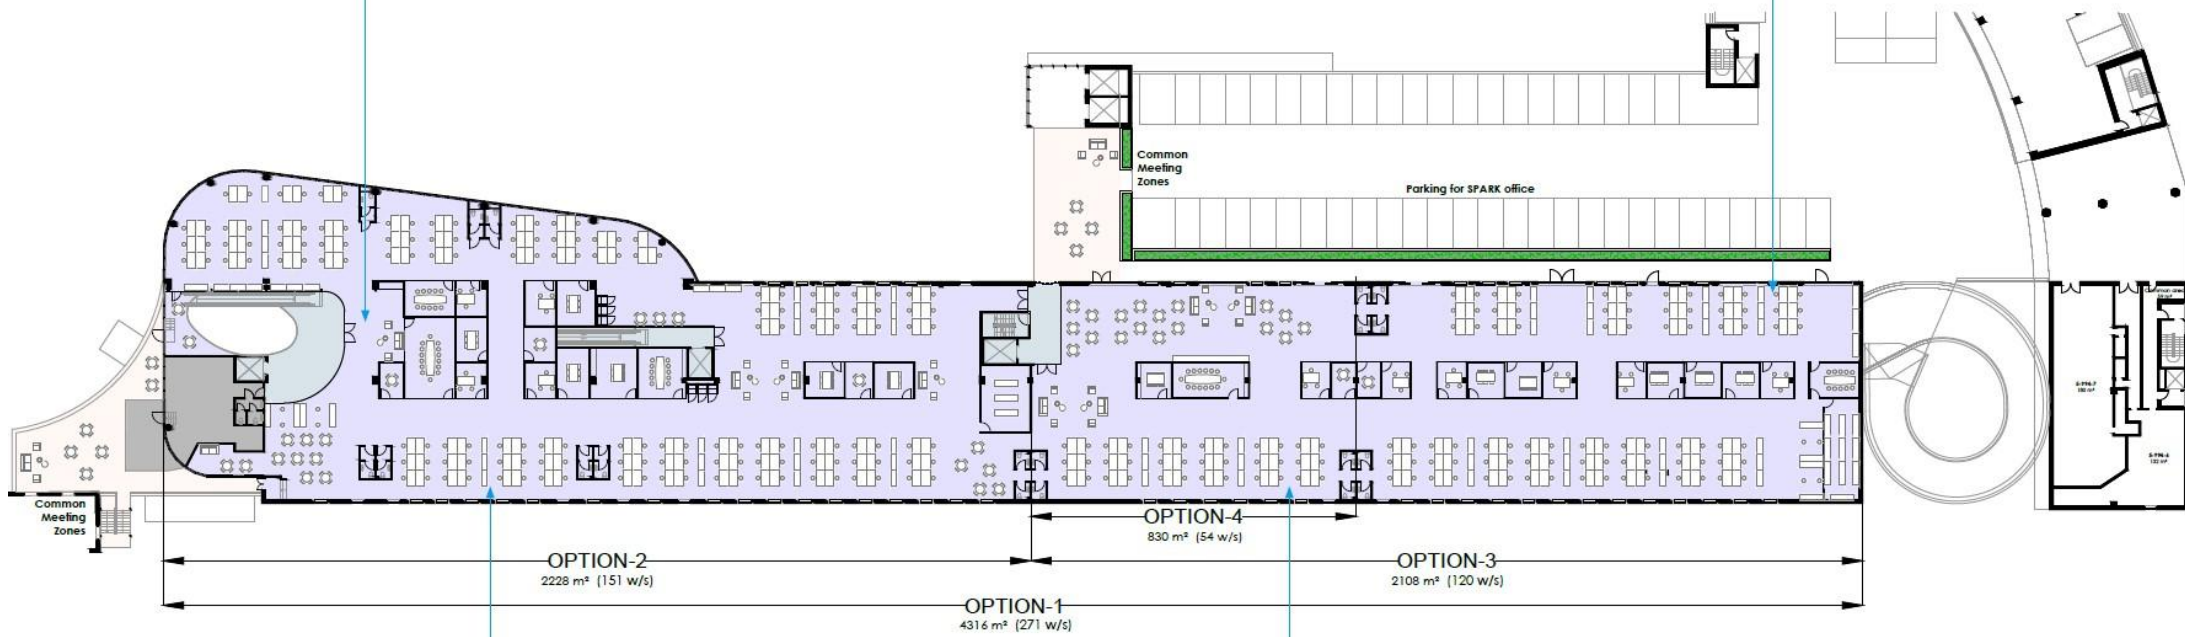 Common
Meeting
Zones
Parking for SPARK office
Common
Meeting
Zones
OPTION-4
830 m² (54 w/s)
OPTION-2
2228 m² (151 w/s)
OPTION-3
2108 m² (120 w/s)
OPTION-1
4316 m² (271 w/s)